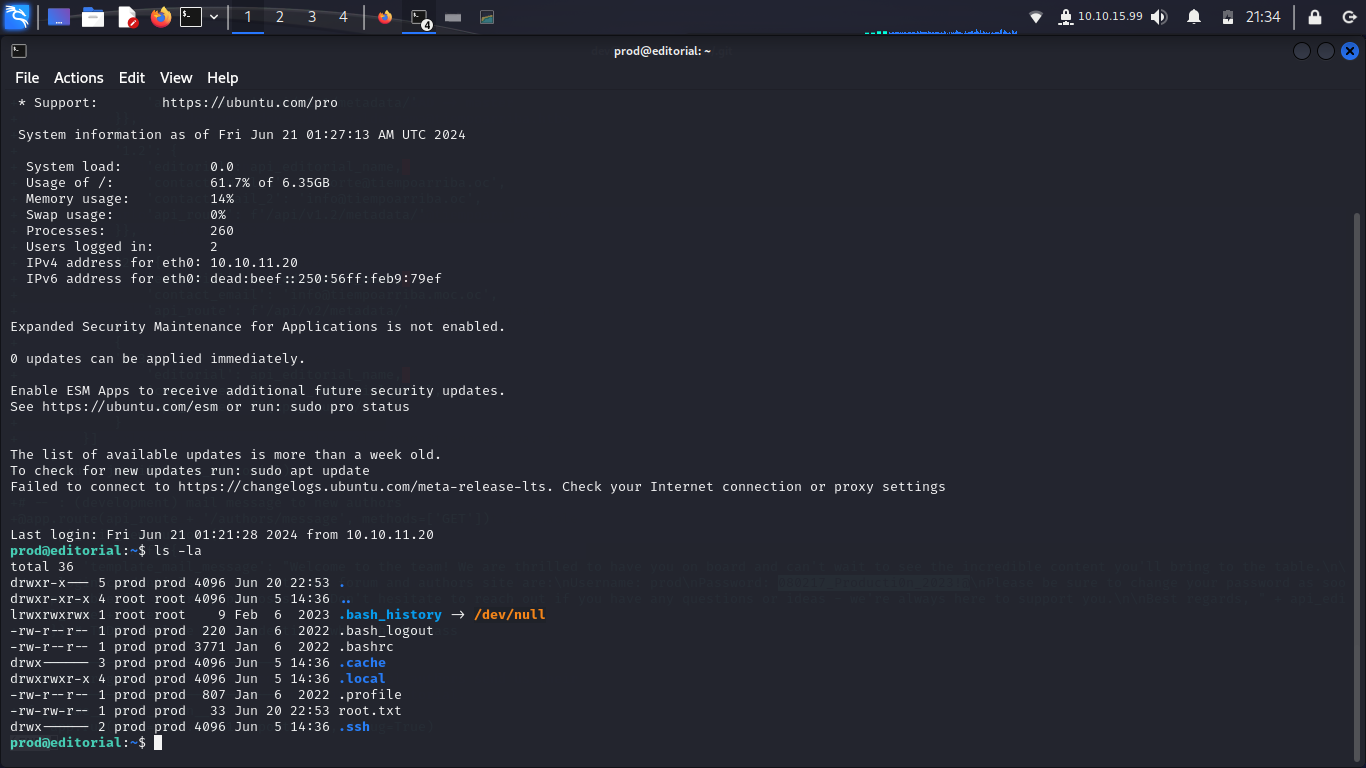 1 2 3 4 4 10.10.15.99 21:34
prod@editorial: ~
File Actions Edit View Help
* Support: https://ubuntu.com/pro
System information as of Fri Jun 21 01:27:13 AM UTC 2024
System load: 0.0
Usage of /: 61.7% of 6.35GB
Memory usage: 14%
Swap usage: 0%
Processes: 260
Users logged in: 2
IPv4 address for eth0: 10.10.11.20
IPv6 address for eth0: dead:beef::250:56ff:feb9:79ef
Expanded Security Maintenance for Applications is not enabled.
0 updates can be applied immediately.
Enable ESM Apps to receive additional future security updates.
See https://ubuntu.com/esm or run: sudo pro status
The list of available updates is more than a week old.
To check for new updates run: sudo apt update
Failed to connect to https://changelogs.ubuntu.com/meta-release-lts. Check your Internet connection or proxy settings
Last login: Fri Jun 21 01:21:28 2024 from 10.10.11.20
prod@editorial:~$ ls -la
total 36
drwxr-x--- 5 prod prod 4096 Jun 20 22:53 .
drwxr-xr-x 4 root root 4096 Jun  5 14:36 ..
lrwxrwxrwx 1 root root    9 Feb  6  2023 .bash_history -> /dev/null
-rw-r--r-- 1 prod prod  220 Jan  6  2022 .bash_logout
-rw-r--r-- 1 prod prod 3771 Jan  6  2022 .bashrc
drwx------ 3 prod prod 4096 Jun  5 14:36 .cache
drwxrwxr-x 4 prod prod 4096 Jun  5 14:36 .local
-rw-r--r-- 1 prod prod  807 Jan  6  2022 .profile
-rw-rw-r-- 1 prod prod   33 Jun 20 22:53 root.txt
drwx------ 2 prod prod 4096 Jun  5 14:36 .ssh
prod@editorial:~$